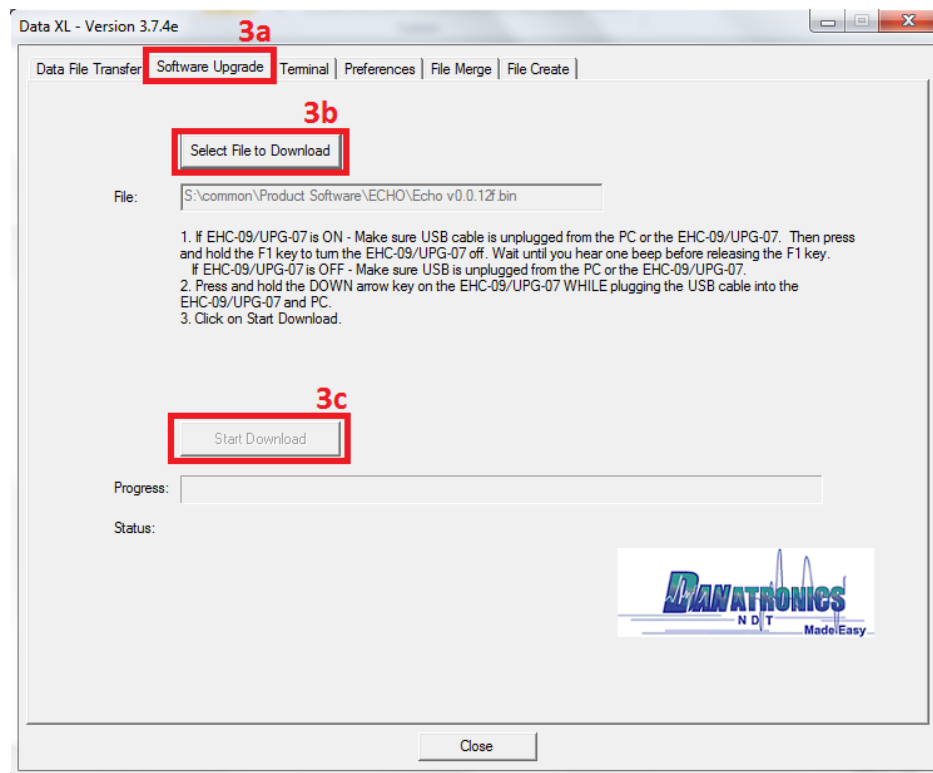 Data XL - Version 3.7.4e
3a
Data File Transfer Software Upgrade Terminal Preferences File Merge File Create
3b
Select File to Download
File: S:\common\Product Software\ECHO\Echo v0.0.12f.bin
1. If EHC-09/UPG-07 is ON - Make sure USB cable is unplugged from the PC or the EHC-09/UPG-07. Then press
and hold the F1 key to turn the EHC-09/UPG-07 off. Wait until you hear one beep before releasing the F1 key.
If EHC-09/UPG-07 is OFF - Make sure USB is unplugged from the PC or the EHC-09/UPG-07.
2. Press and hold the DOWN arrow key on the EHC-09/UPG-07 WHILE plugging the USB cable into the
EHC-09/UPG-07 and PC.
3. Click on Start Download.
3c
Start Download
Progress:
Status:
DANATRONICS
NDT
Made Easy
Close